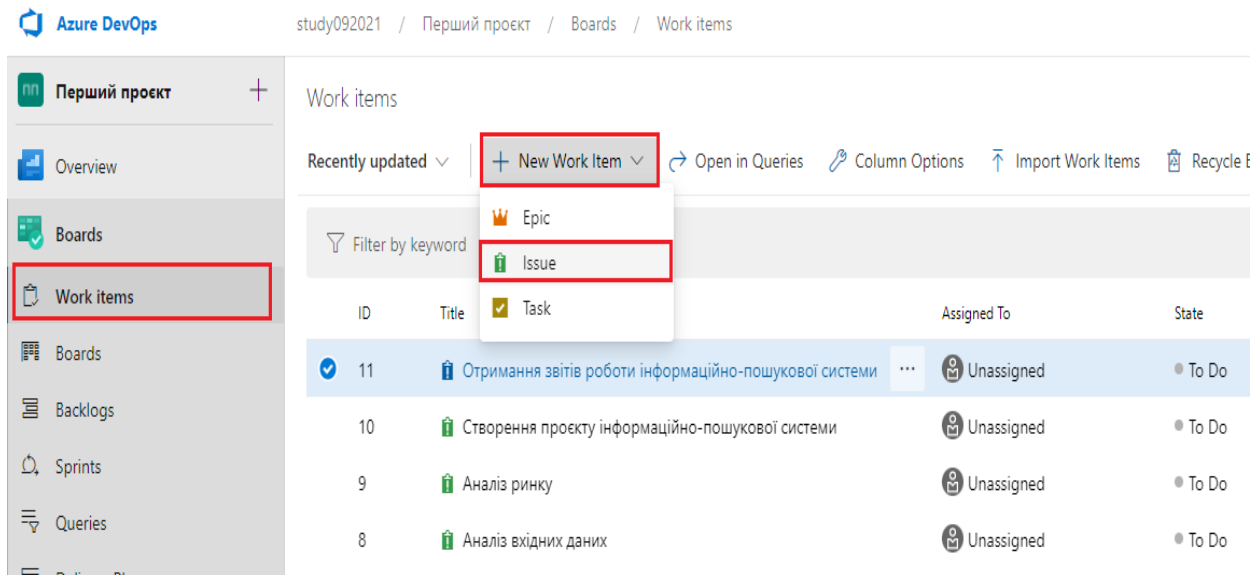 Azure DevOps
study092021 / Перший проєкт / Boards / Work items
ПП Перший проєкт
Work items
Overview
Recently updated New Work Item Open in Queries Column Options Import Work Items Recycle
Boards
Epic
Filter by keyword
Issue
Work items
Task
ID Title Assigned To State
Boards
11 Отримання звітів роботи інформаційно-пошукової системи ... Unassigned To Do
Backlogs
10 Створення проєкту інформаційно-пошукової системи Unassigned To Do
Sprints
9 Аналіз ринку Unassigned To Do
Queries
8 Аналіз вхідних даних Unassigned To Do